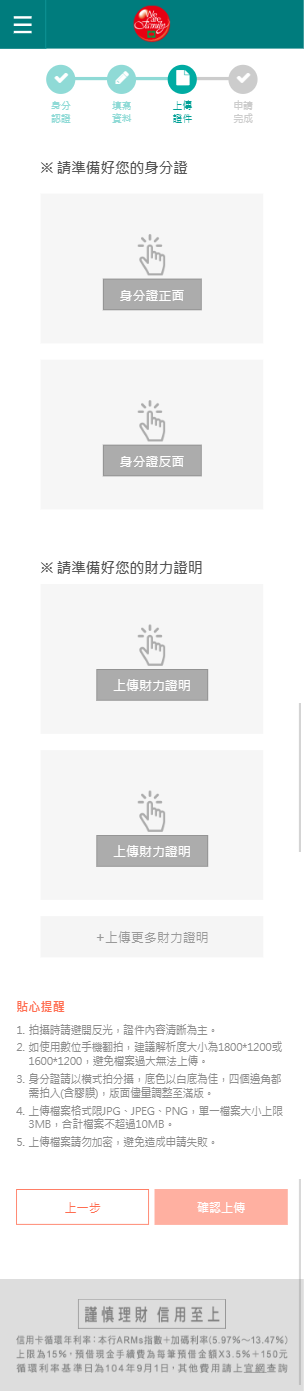 We
Care
身分
認證
填寫
資料
上傳
證件
申請
完成
※ 請準備好您的身分證
身分證正面
身分證反面
※ 請準備好您的財力證明
上傳財力證明
上傳財力證明
+上傳更多財力證明
貼心提醒
1. 拍攝時請避開反光，證件內容清晰為主。
2. 如使用數位手機翻拍，建議解析度大小為1800*1200或
1600*1200，避免檔案過大無法上傳。
3. 身分證請以橫式拍分攝，底色以白底為佳，四個邊角都
需拍入(含膠膜)，版面儘量調整至滿版。
4. 上傳檔案格式限JPG、JPEG、PNG，單一檔案大小上限
3MB，合計檔案不超過10MB。
5. 上傳檔案請勿加密，避免造成申請失敗。
上一步
確認上傳
謹慎理財 信用至上
信用卡循環年利率：本行ARMs指數+加碼利率(5.97%～13.47%)
上限為15%，預借現金手續費為每筆預借金額X3.5%＋150元
循環利率基準日為104年9月1日，其他費用請上官網查詢